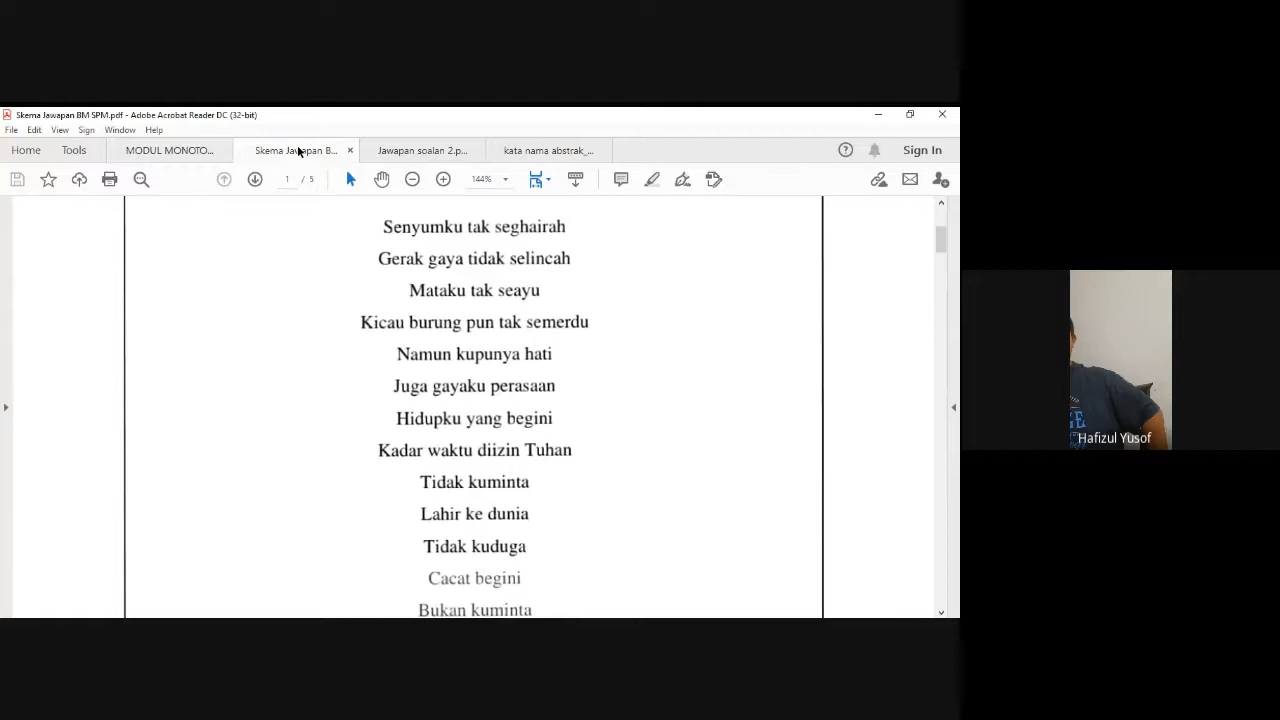 Skema Jawapan BM SPM.pdf - Adobe Acrobat Reader DC (32-bit)
File Edit View Sign Window Help
Home Tools MODUL MONOTO... Skema Jawapan B... Jawapan soalan 2.p... kata nama abstrak_... Sign In
1 / 5 144%
Senyumku tak seghairah
Gerak gaya tidak selincah
Mataku tak seayu
Kicau burung pun tak semerdu
Namun kupunya hati
Juga gayaku perasaan
Hidupku yang begini
Kadar waktu diizin Tuhan
Tidak kuminta
Lahir ke dunia
Tidak kuduga
Cacat begini
Bukan kuminta
Hafizul Yusof